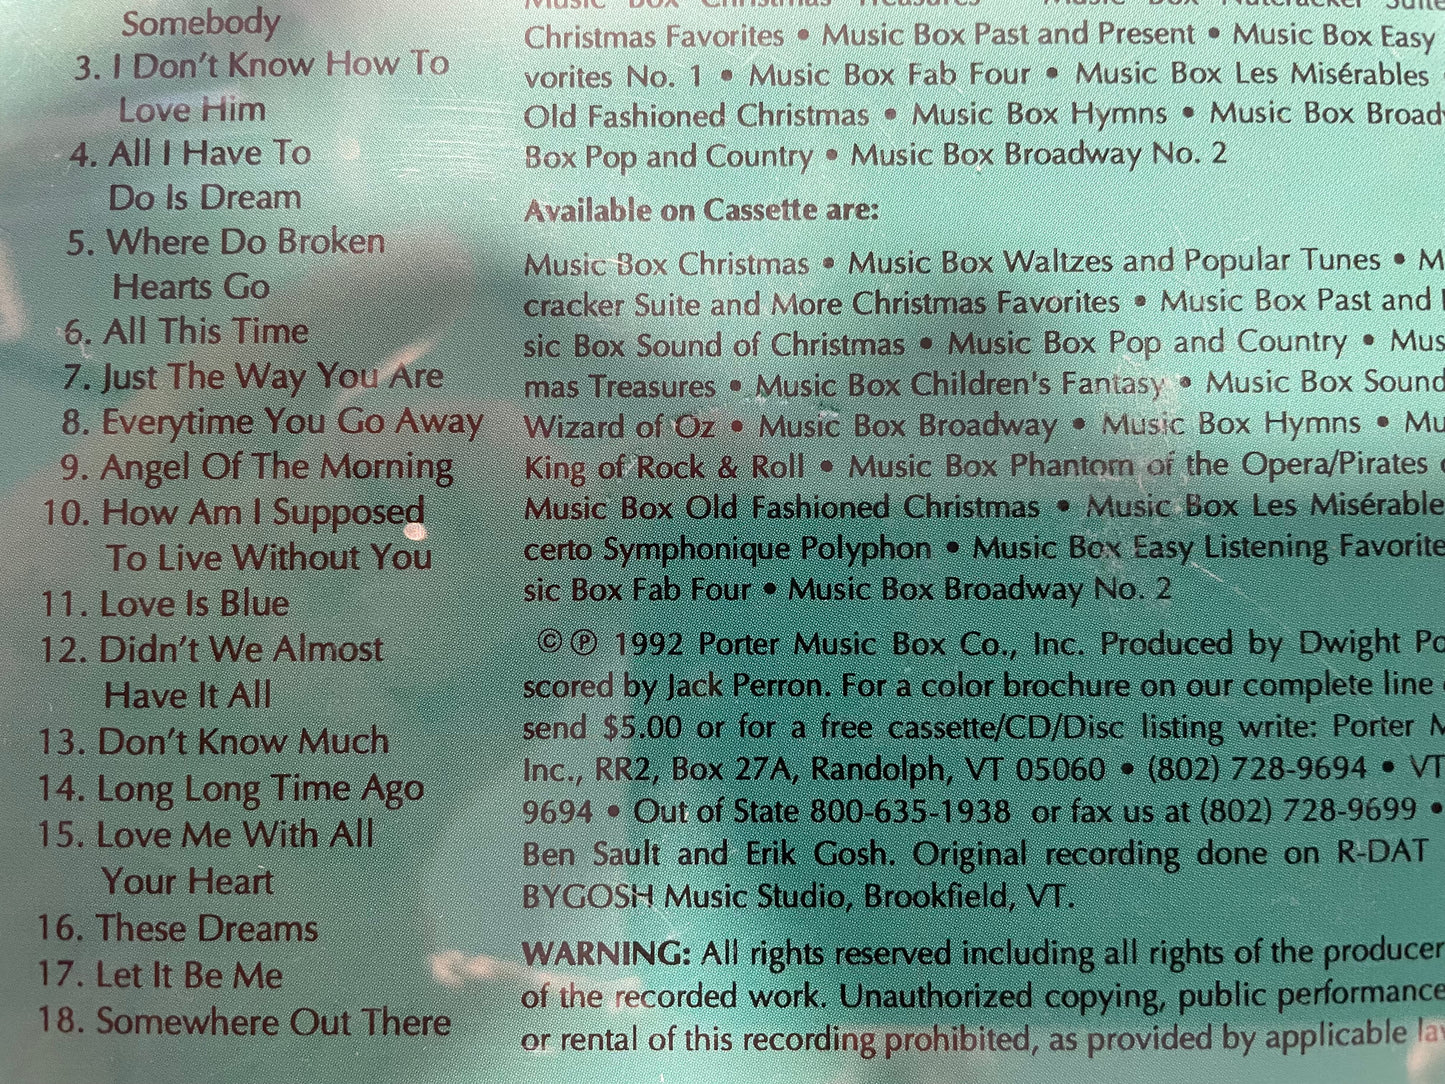 Somebody
3. I Don't Know How To
Love Him
4. All I Have To
Do Is Dream
5. Where Do Broken
Hearts Go
6. All This Time
7. Just The Way You Are
8. Everytime You Go Away
9. Angel Of The Morning
10. How Am I Supposed
To Live Without You
11. Love Is Blue
12. Didn't We Almost
Have It All
13. Don't Know Much
14. Long Long Time Ago
15. Love Me With All
Your Heart
16. These Dreams
17. Let It Be Me
18. Somewhere Out There
Music Box Christmas Treasures • Music Box Nutcracker Suite
Christmas Favorites • Music Box Past and Present • Music Box Easy
vorites No. 1 • Music Box Fab Four • Music Box Les Misérables
Old Fashioned Christmas • Music Box Hymns • Music Box Broadw
Box Pop and Country • Music Box Broadway No. 2
Available on Cassette are:
Music Box Christmas • Music Box Waltzes and Popular Tunes • M
cracker Suite and More Christmas Favorites • Music Box Past and
sic Box Sound of Christmas • Music Box Pop and Country • Mus
mas Treasures • Music Box Children's Fantasy • Music Box Sound
Wizard of Oz • Music Box Broadway • Music Box Hymns • Mu
King of Rock & Roll • Music Box Phantom of the Opera/Pirates
Music Box Old Fashioned Christmas • Music Box Les Misérable
certo Symphonique Polyphon • Music Box Easy Listening Favorite
sic Box Fab Four • Music Box Broadway No. 2
©℗ 1992 Porter Music Box Co., Inc. Produced by Dwight Po
scored by Jack Perron. For a color brochure on our complete line
send $5.00 or for a free cassette/CD/Disc listing write: Porter M
Inc., RR2, Box 27A, Randolph, VT 05060 • (802) 728-9694 • VT
9694 • Out of State 800-635-1938 or fax us at (802) 728-9699 •
Ben Sault and Erik Gosh. Original recording done on R-DAT
BYGOSH Music Studio, Brookfield, VT.
WARNING: All rights reserved including all rights of the producer
of the recorded work. Unauthorized copying, public performance
or rental of this recording prohibited, as provided by applicable law